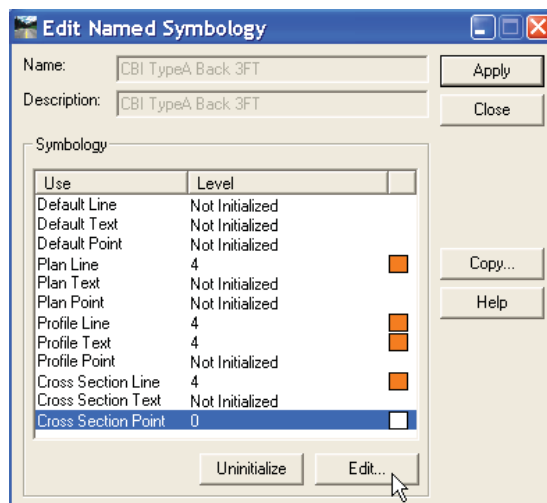 Edit Named Symbology
Name: CBI TypeA Back 3FT
Apply
Description: CBI TypeA Back 3FT
Close
Symbology
Use Level
Default Line Not Initialized
Default Text Not Initialized
Default Point Not Initialized
Plan Line 4
Copy...
Plan Text Not Initialized
Plan Point Not Initialized
Help
Profile Line 4
Profile Text 4
Profile Point Not Initialized
Cross Section Line 4
Cross Section Text Not Initialized
Cross Section Point 0
Uninitialize Edit...